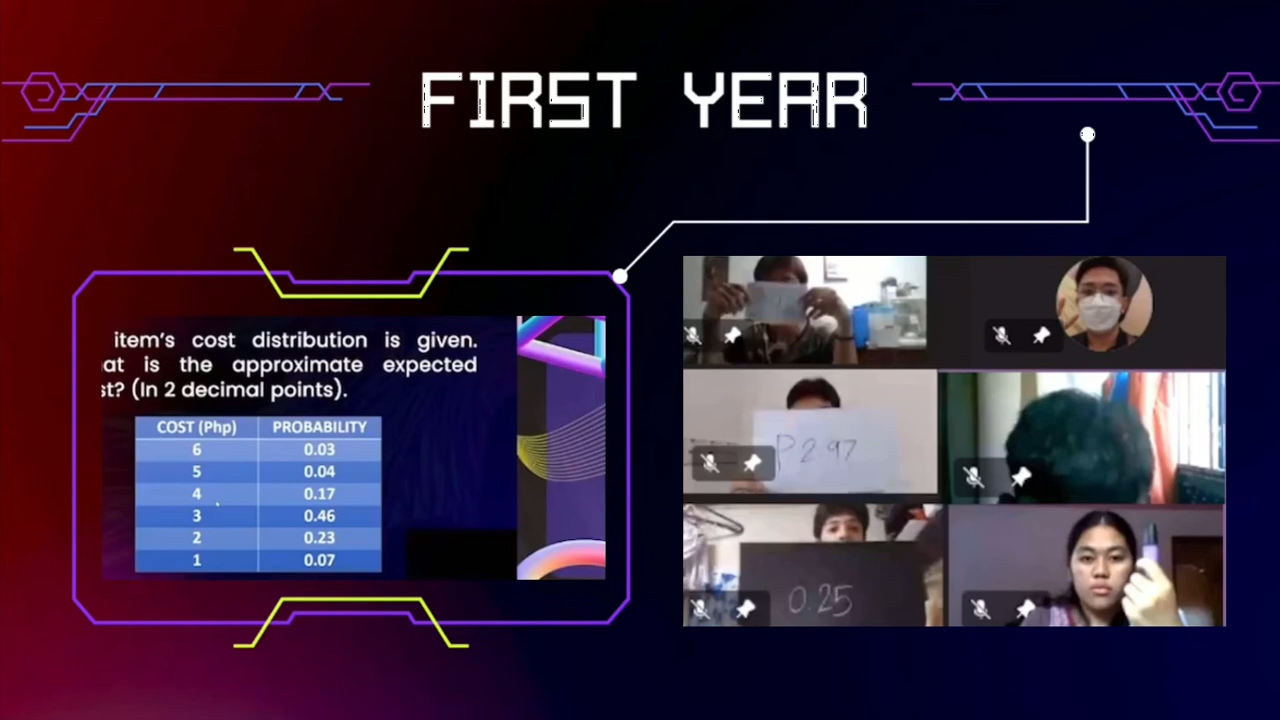 FIRST YEAR
item's cost distribution is given.
at is the approximate expected
st? (In 2 decimal points).
COST (Php) PROBABILITY
6 0.03
5 0.04
4 0.17
3 0.46
2 0.23
1 0.07
P 2.97
0.25